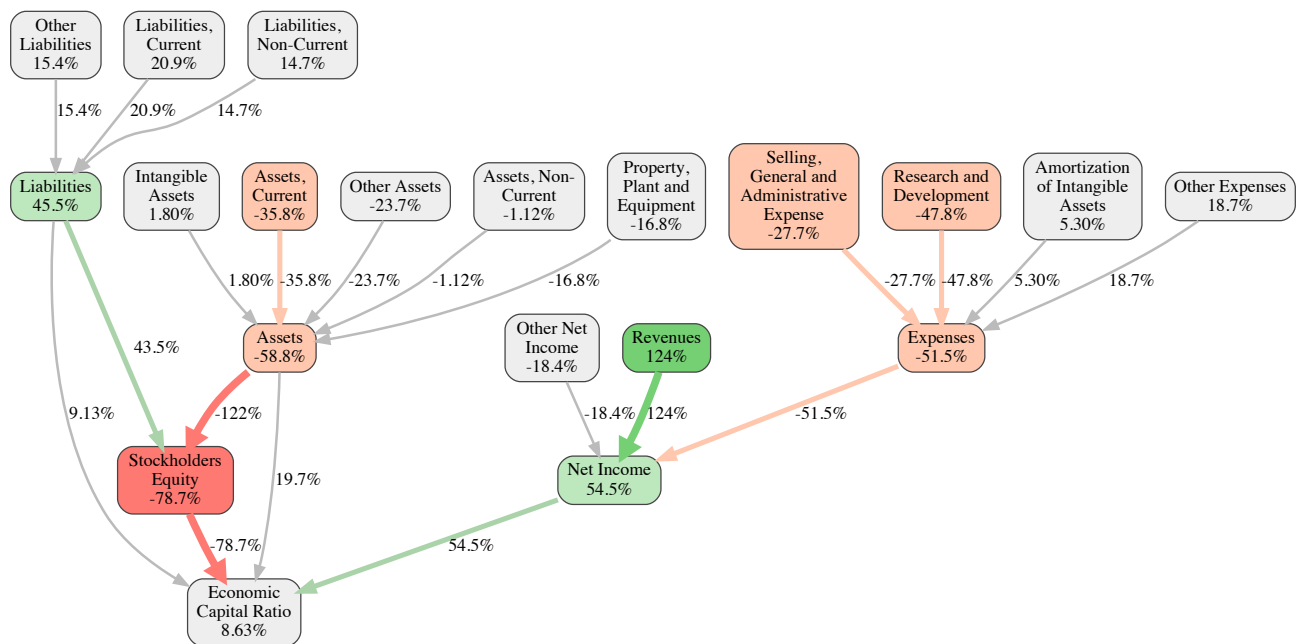 Other
Liabilities
15.4%
Liabilities,
Current
20.9%
Liabilities,
Non-Current
14.7%
15.4%
20.9%
14.7%
Liabilities
45.5%
Intangible
Assets
1.80%
Assets,
Current
-35.8%
Other Assets
-23.7%
Assets, Non-
Current
-1.12%
Property,
Plant and
Equipment
-16.8%
Selling,
General and
Administrative
Expense
-27.7%
Research and
Development
-47.8%
Amortization
of Intangible
Assets
5.30%
Other Expenses
18.7%
1.80%
-35.8%
-23.7%
-1.12%
-16.8%
-27.7%
-47.8%
5.30%
18.7%
43.5%
Assets
-58.8%
Other Net
Income
-18.4%
Revenues
124%
Expenses
-51.5%
9.13%
-122%
-18.4%
124%
-51.5%
Stockholders
Equity
-78.7%
19.7%
Net Income
54.5%
-78.7%
54.5%
Economic
Capital Ratio
8.63%